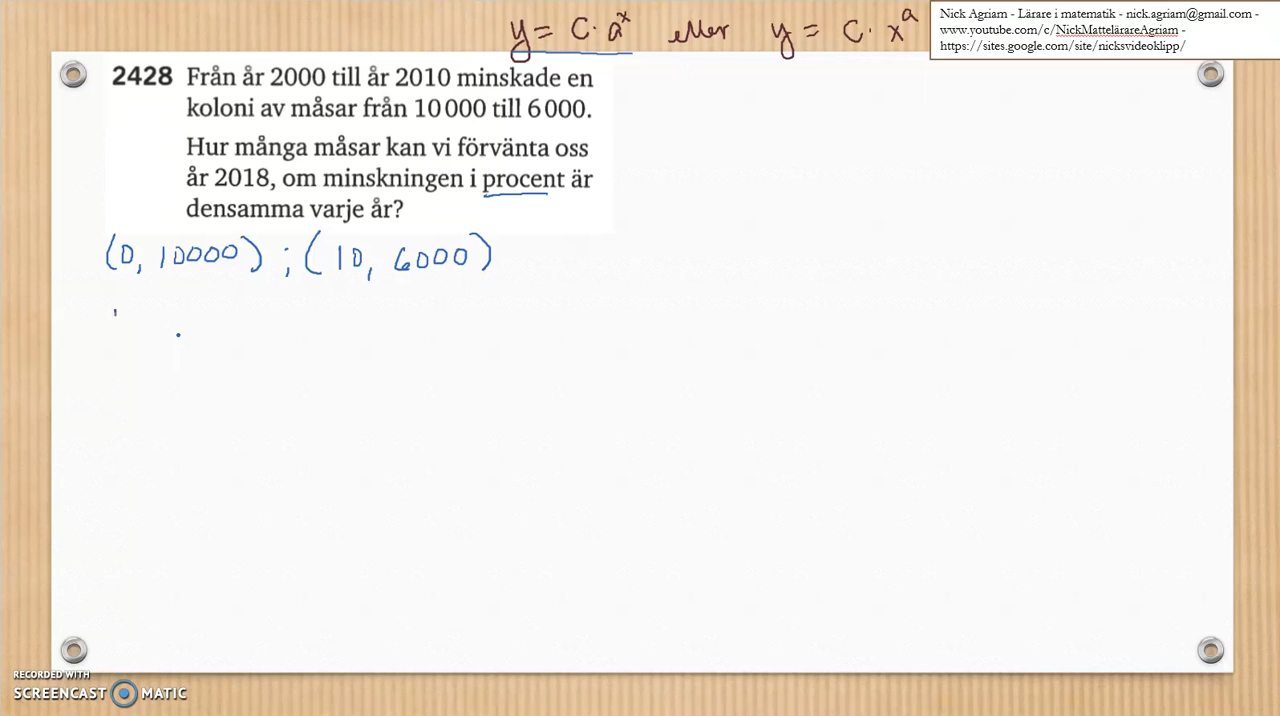 y = C · a^x eller y = C · x^a
Nick Agriam - Lärare i matematik - nick.agriam@gmail.com -
www.youtube.com/c/NickMattelärareAgriam -
https://sites.google.com/site/nicksvideoklipp/
2428 Från år 2000 till år 2010 minskade en
koloni av måsar från 10 000 till 6 000.
Hur många måsar kan vi förvänta oss
år 2018, om minskningen i procent är
densamma varje år?
(0, 10000) ; (10, 6000)
RECORDED WITH
SCREENCAST MATIC